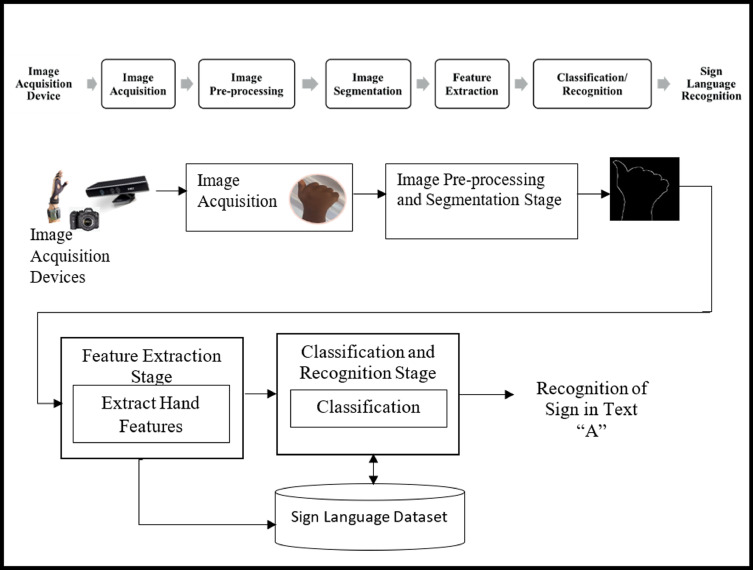 Image
Acquisition
Device
Image
Acquisition
Image
Pre-processing
Image
Segmentation
Feature
Extraction
Classification/
Recognition
Sign
Language
Recognition
Image
Acquisition
Devices
Image
Acquisition
Image Pre-processing
and Segmentation Stage
Feature Extraction
Stage
Extract Hand
Features
Classification and
Recognition Stage
Classification
Recognition of
Sign in Text
“A”
Sign Language Dataset